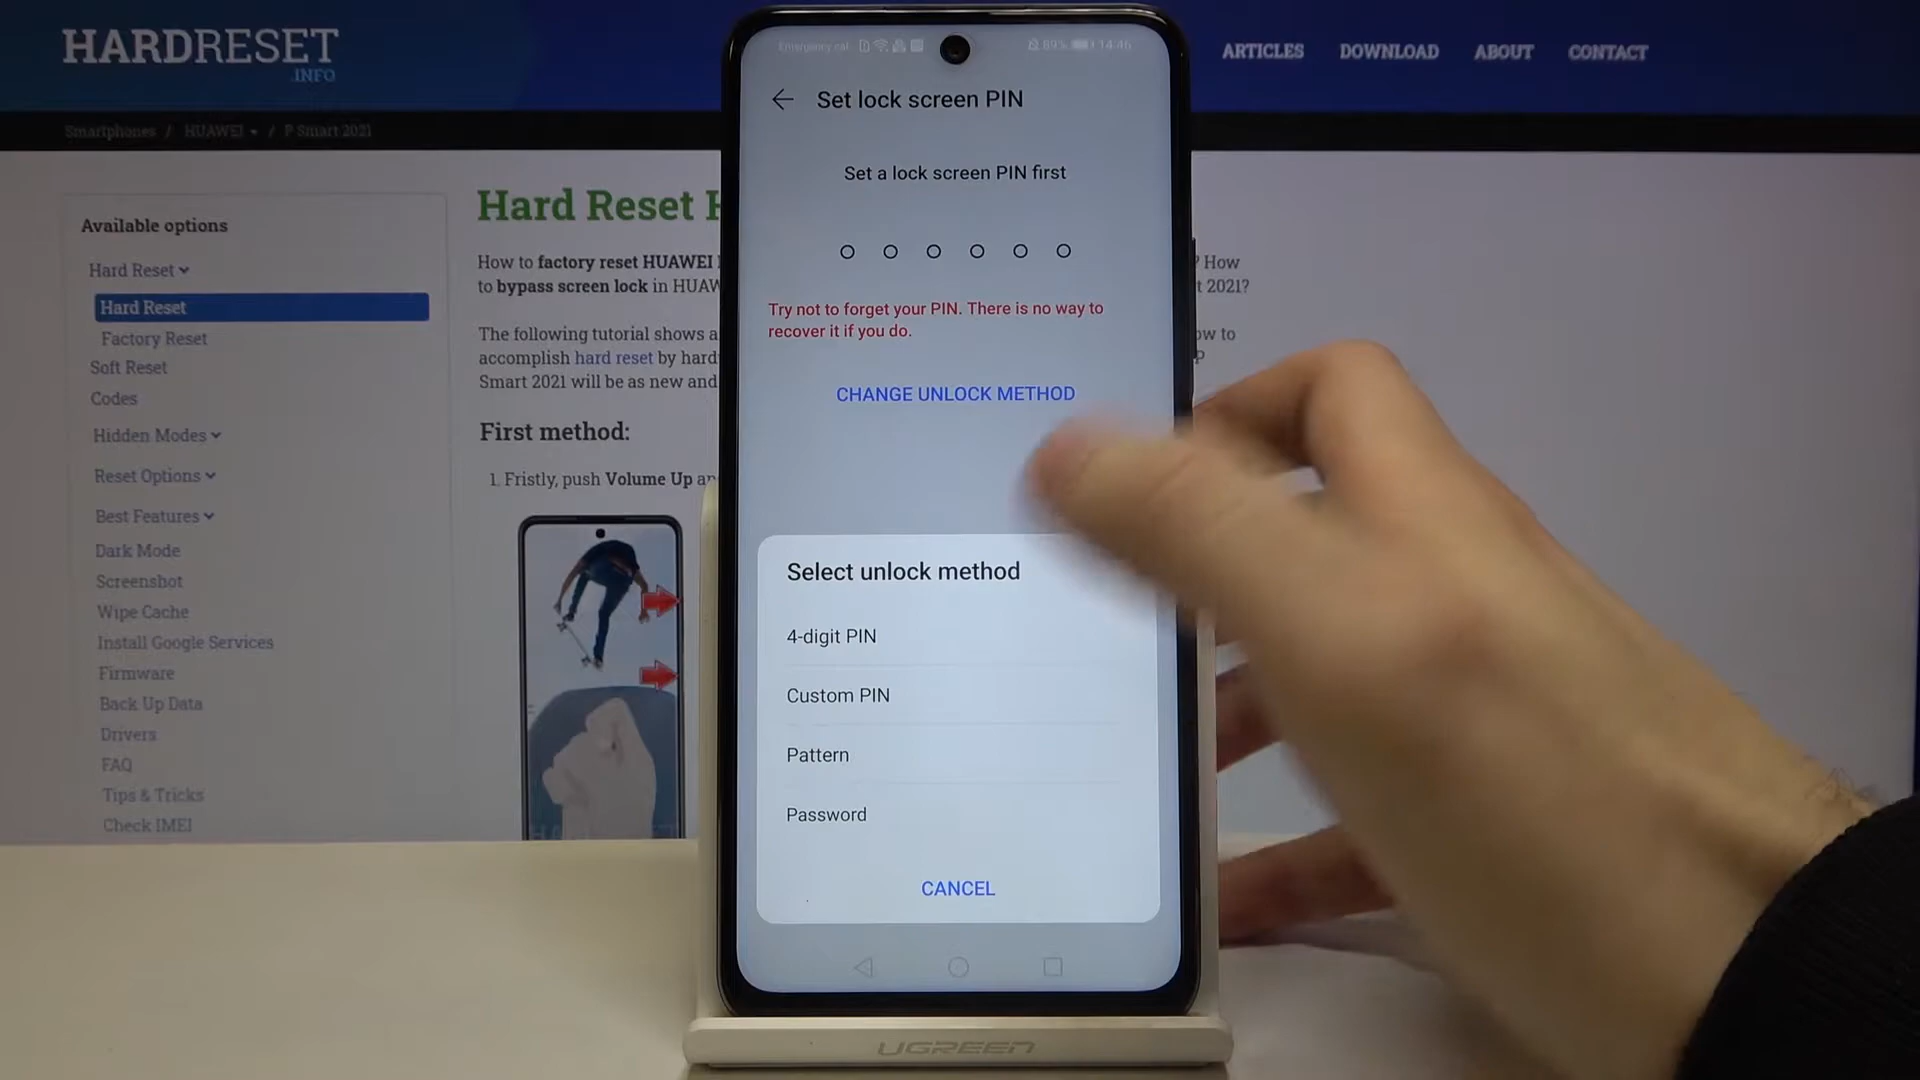 HARDRESET
.INFO
ARTICLES DOWNLOAD ABOUT CONTACT
Smartphones / HUAWEI / P Smart 2021
Available options
Hard Reset
Hard Reset
Factory Reset
Soft Reset
Codes
Hidden Modes
Reset Options
Best Features
Dark Mode
Screenshot
Wipe Cache
Install Google Services
Firmware
Back Up Data
Drivers
FAQ
Tips & Tricks
Check IMEI
Hard Reset
How to factory reset HUAWEI
? How
to bypass screen lock in
t 2021?
The following tutorial shows
accomplish hard reset by
Smart 2021 will be as new and
First method:
1. Fristly, push Volume Up
Emergency cal
89% 14:46
Set lock screen PIN
Set a lock screen PIN first
Try not to forget your PIN. There is no way to
recover it if you do.
CHANGE UNLOCK METHOD
Select unlock method
4-digit PIN
Custom PIN
Pattern
Password
CANCEL
UGREEN